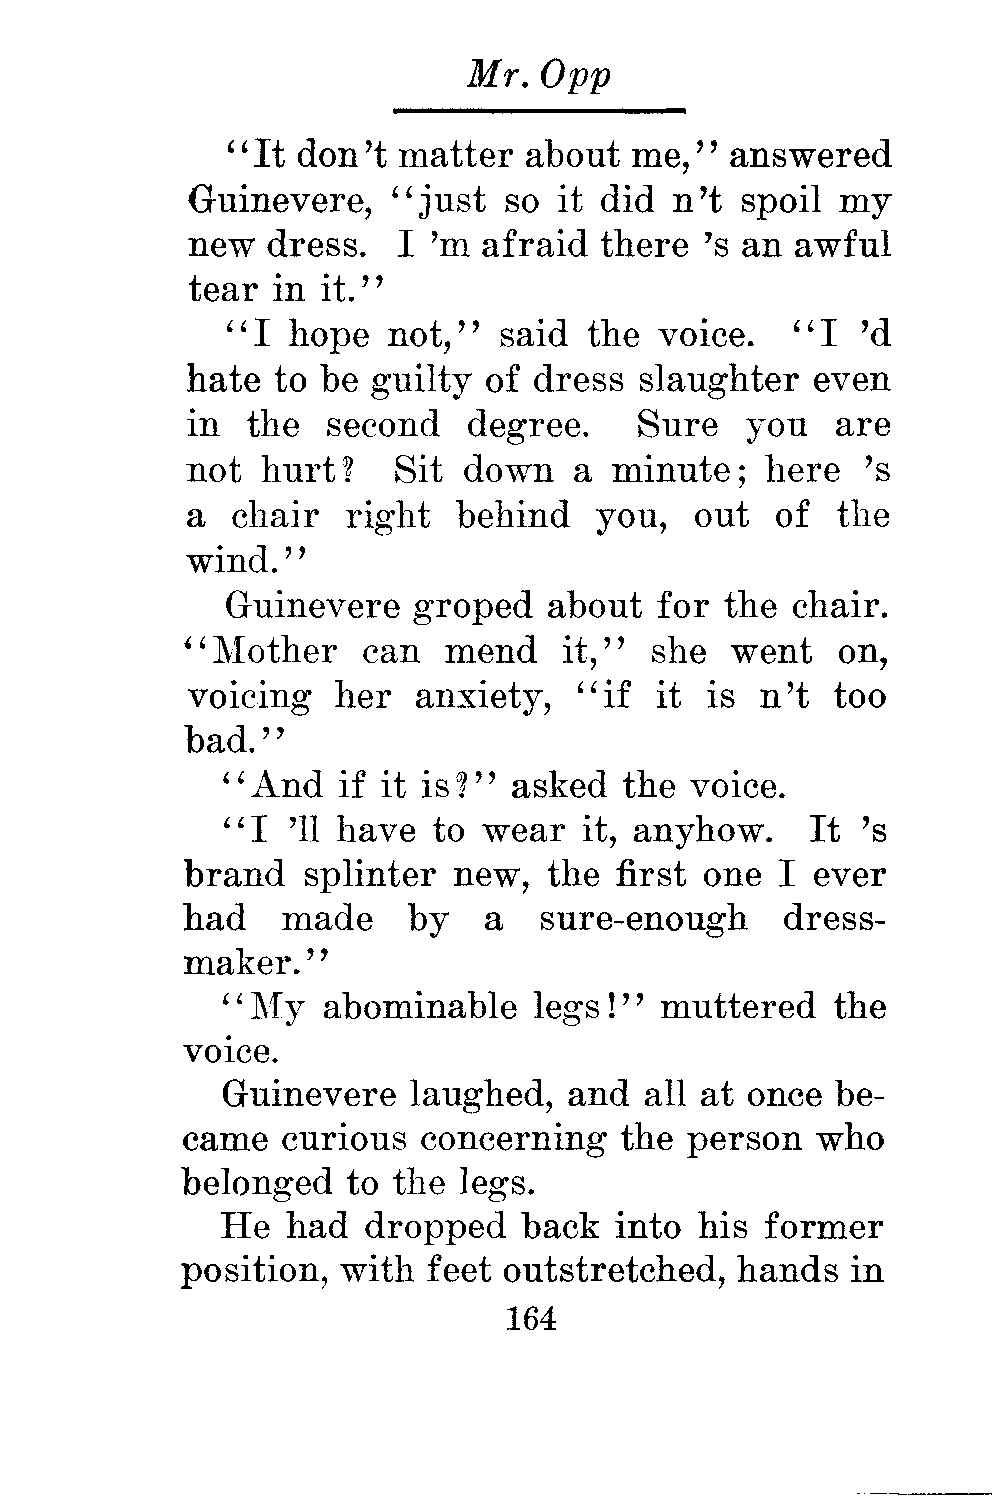 Mr. Opp
"It don't matter about me," answered
Guinevere, "just so it did n't spoil my
new dress. I 'm afraid there 's an awful
tear in it."
"I hope not," said the voice. "I 'd
hate to be guilty of dress slaughter even
in the second degree. Sure you are
not hurt? Sit down a minute; here 's
a chair right behind you, out of the
wind."
Guinevere groped about for the chair.
"Mother can mend it," she went on,
voicing her anxiety, "if it is n't too
bad."
"And if it is?" asked the voice.
"I 'll have to wear it, anyhow. It 's
brand splinter new, the first one I ever
had made by a sure-enough dress-
maker."
"My abominable legs!" muttered the
voice.
Guinevere laughed, and all at once be-
came curious concerning the person who
belonged to the legs.
He had dropped back into his former
position, with feet outstretched, hands in
164